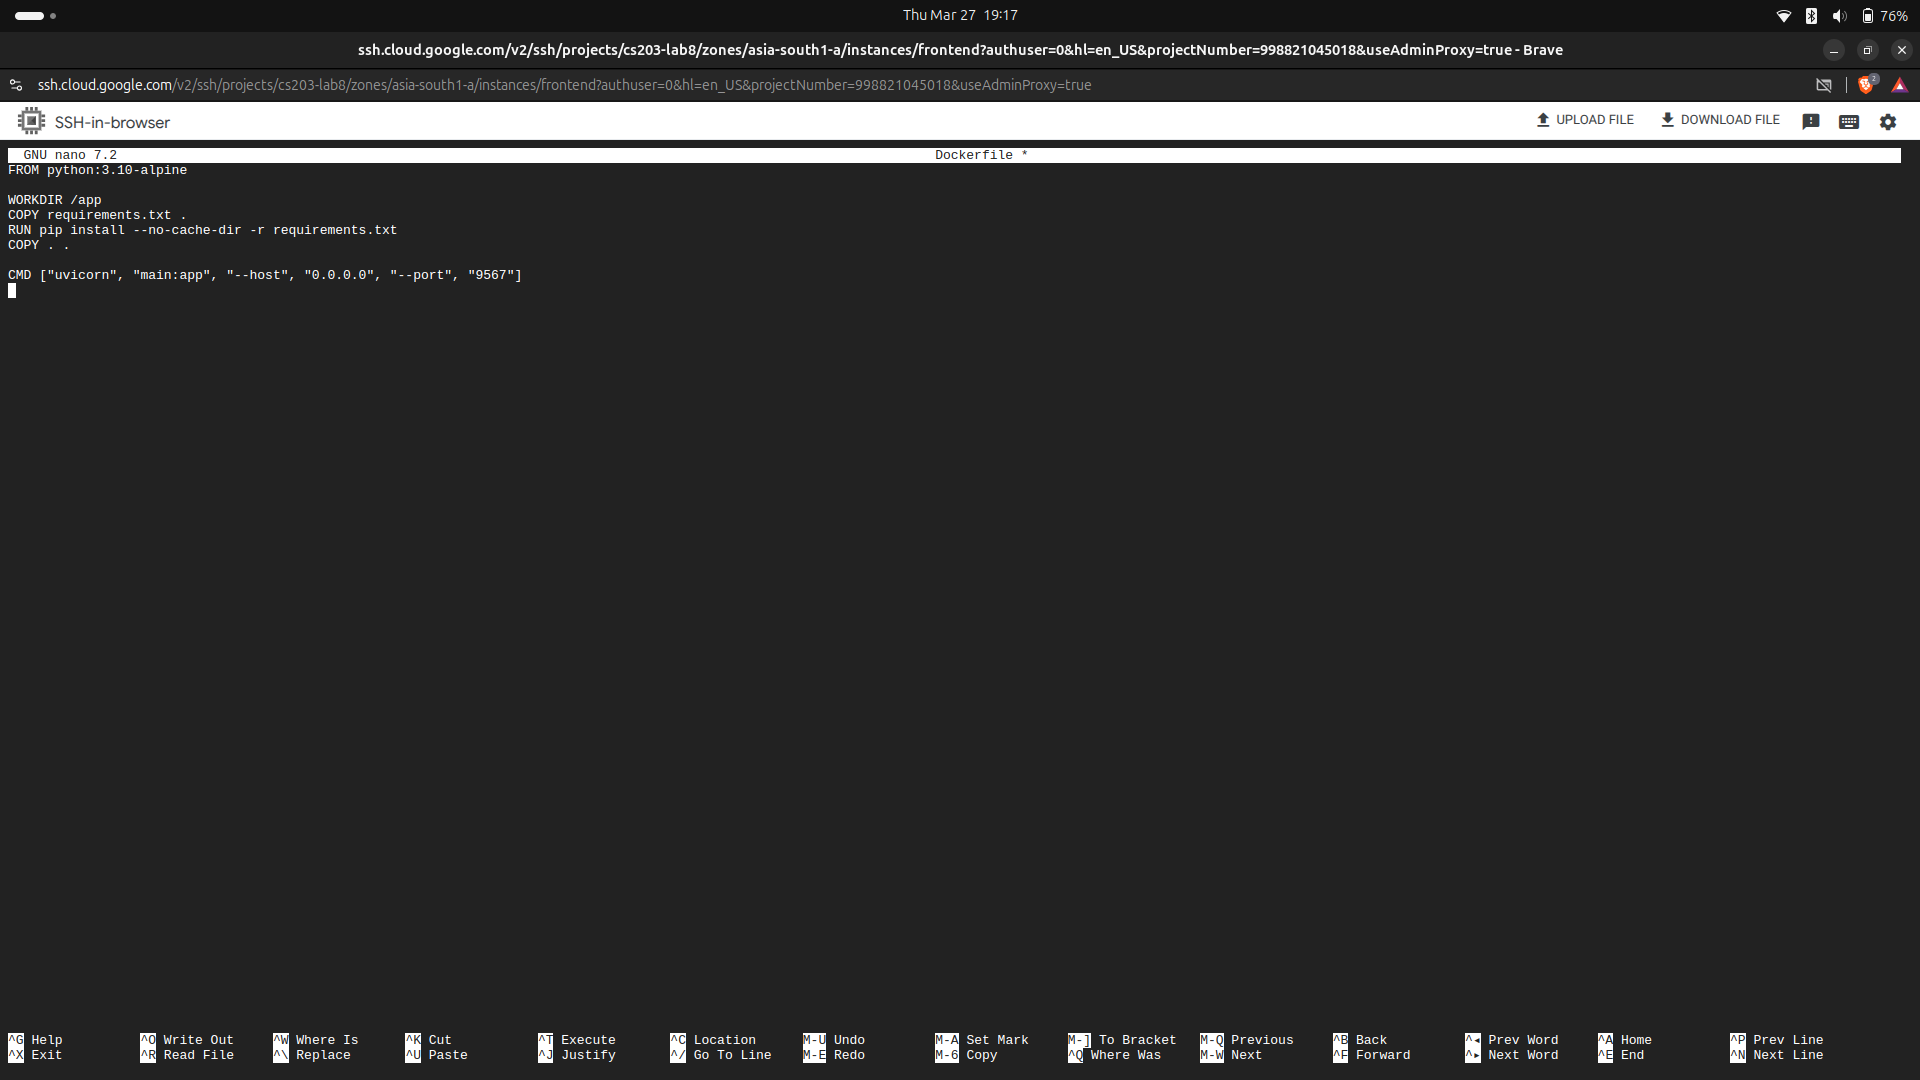 Thu Mar 27 19:17
76%
ssh.cloud.google.com/v2/ssh/projects/cs203-lab8/zones/asia-south1-a/instances/frontend?authuser=0&hl=en_US&projectNumber=998821045018&useAdminProxy=true - Brave
ssh.cloud.google.com/v2/ssh/projects/cs203-lab8/zones/asia-south1-a/instances/frontend?authuser=0&hl=en_US&projectNumber=998821045018&useAdminProxy=true
2
SSH-in-browser
UPLOAD FILE DOWNLOAD FILE
GNU nano 7.2 Dockerfile *
FROM python:3.10-alpine
WORKDIR /app
COPY requirements.txt .
RUN pip install --no-cache-dir -r requirements.txt
COPY . .
CMD ["uvicorn", "main:app", "--host", "0.0.0.0", "--port", "9567"]
^G Help ^O Write Out ^W Where Is ^K Cut ^T Execute ^C Location M-U Undo M-A Set Mark M-] To Bracket M-Q Previous ^B Back ^◂ Prev Word ^A Home ^P Prev Line
^X Exit ^R Read File ^\ Replace ^U Paste ^J Justify ^/ Go To Line M-E Redo M-6 Copy ^Q Where Was M-W Next ^F Forward ^▸ Next Word ^E End ^N Next Line